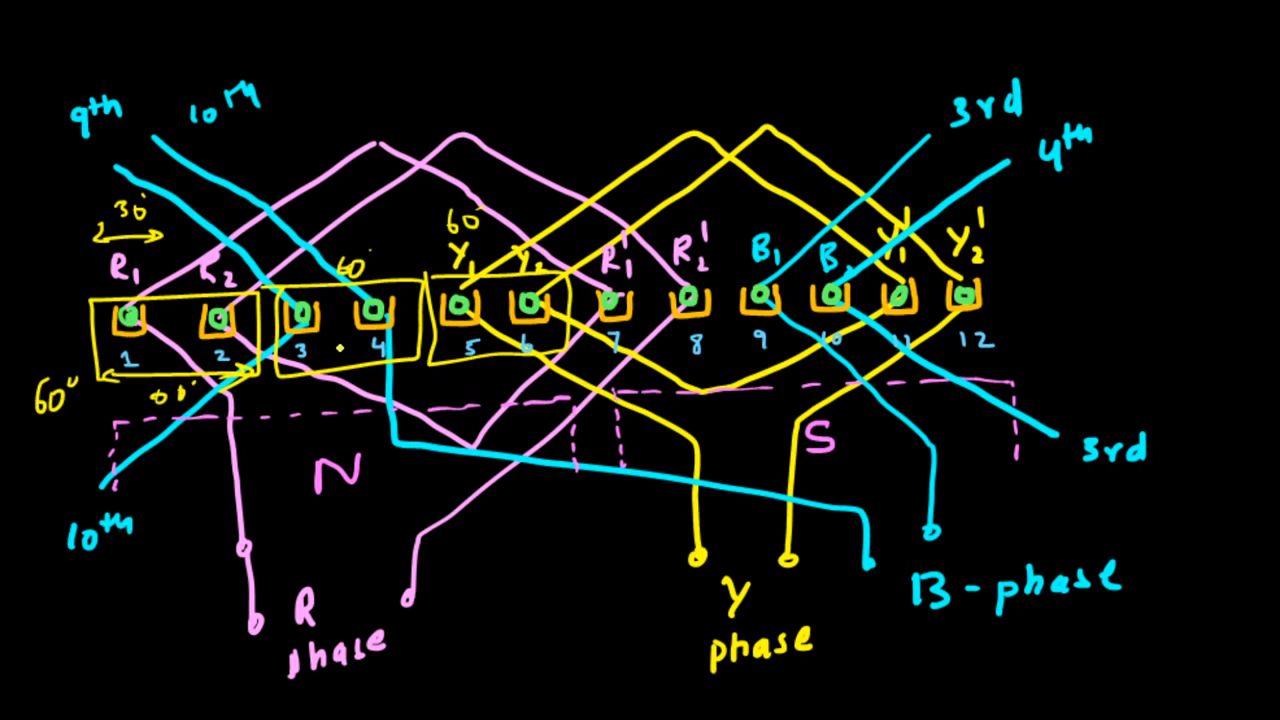 9th 10th 3rd
4th
30°
R1 R2 60° 60° Y1 Y2 R1' R2' B1 B2 Y1' Y2'
1 2 3 4 5 6 7 8 9 10 11 12
60° 60°
N S
3rd
10th
R
phase
Y
phase
B-phase